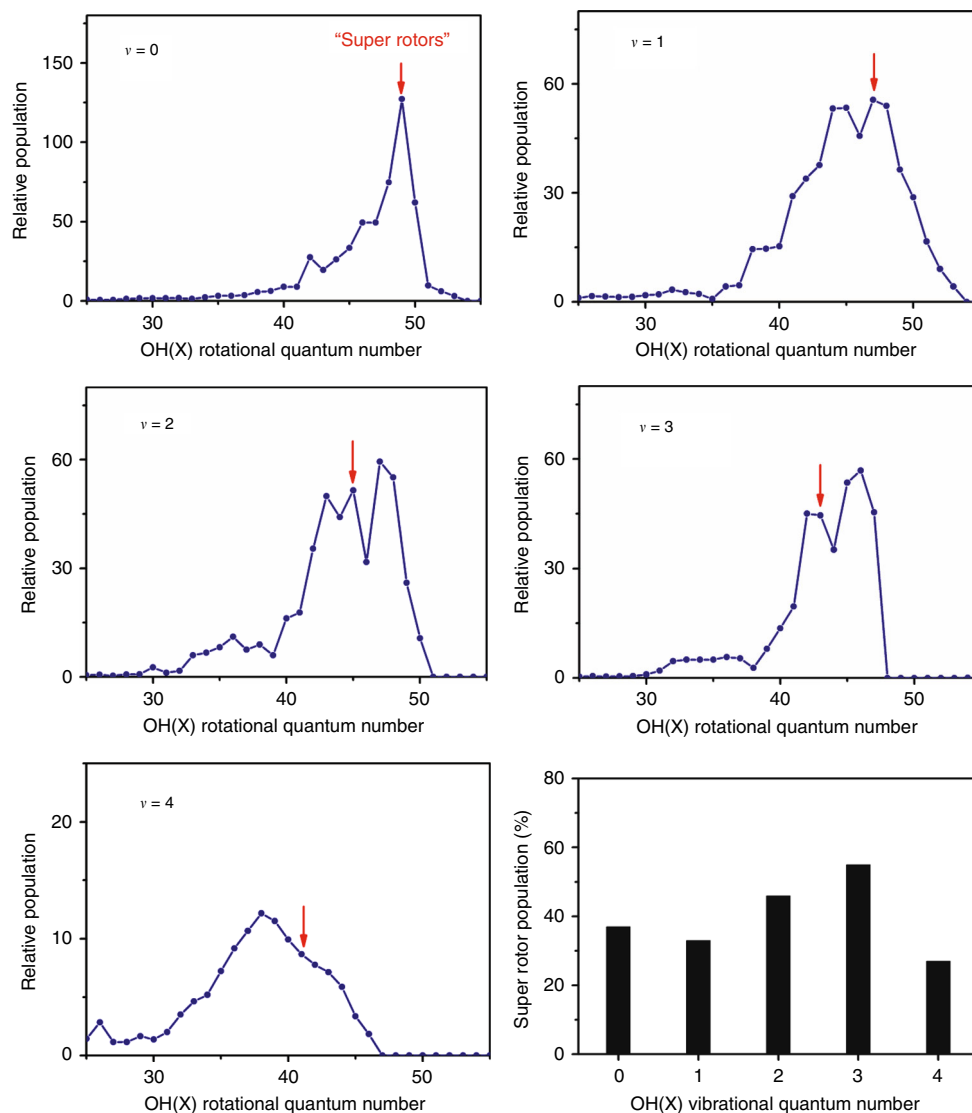 v = 0
“Super rotors”
150
100
50
0
Relative population
30
40
50
OH(X) rotational quantum number
v = 1
60
30
0
Relative population
30
40
50
OH(X) rotational quantum number
v = 2
60
30
0
Relative population
30
40
50
OH(X) rotational quantum number
v = 3
60
30
0
Relative population
30
40
50
OH(X) rotational quantum number
v = 4
20
10
0
Relative population
30
40
50
OH(X) rotational quantum number
80
60
40
20
0
Super rotor population (%)
0 1 2 3 4
OH(X) vibrational quantum number